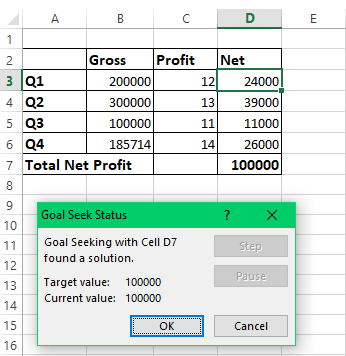 A B C D E
1
2 Gross Profit Net
3 Q1 200000 12 24000
4 Q2 300000 13 39000
5 Q3 100000 11 11000
6 Q4 185714 14 26000
7 Total Net Profit 100000
8
9
10
11
12
13
14
15
16
Goal Seek Status ? ✕
Goal Seeking with Cell D7
found a solution.
Step
Target value: 100000
Pause
Current value: 100000
OK Cancel